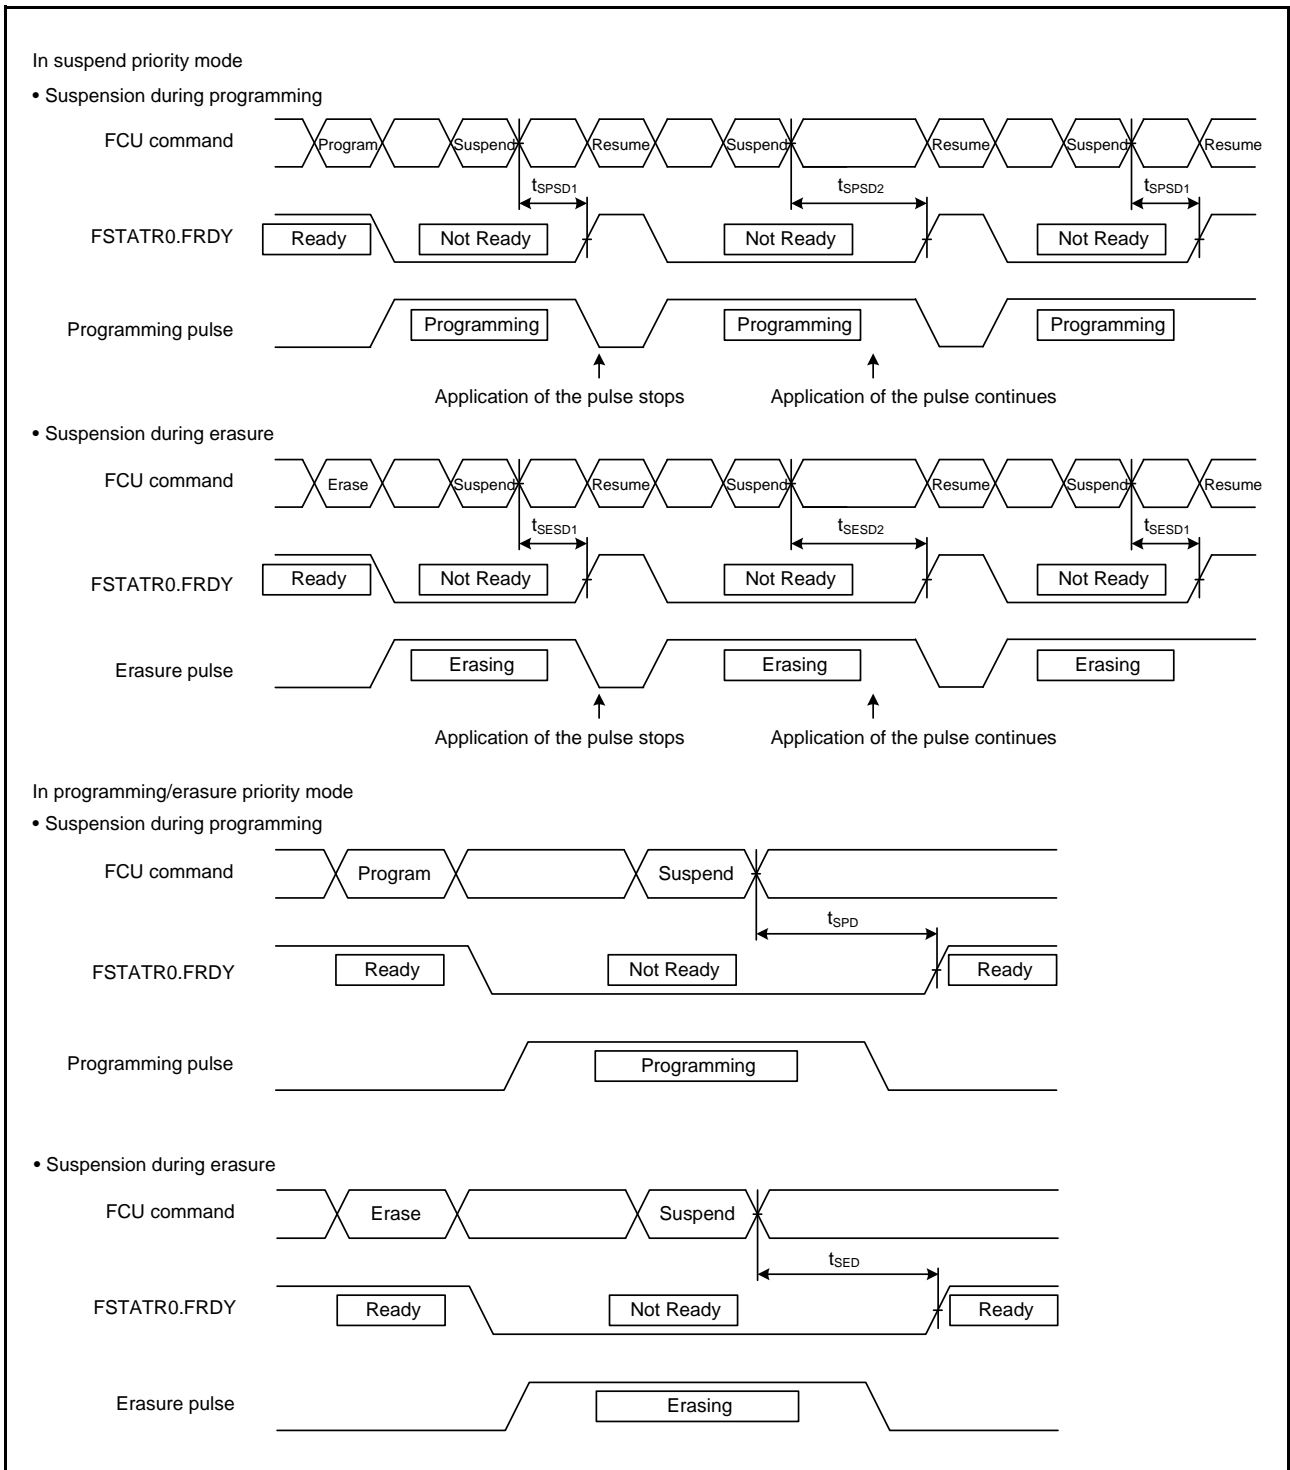 In suspend priority mode
• Suspension during programming
FCU command
Program
Suspend
Resume
Suspend
Resume
Suspend
Resume
tSPSD1
tSPSD2
tSPSD1
FSTATR0.FRDY
Ready
Not Ready
Not Ready
Not Ready
Programming pulse
Programming
Programming
Programming
Application of the pulse stops
Application of the pulse continues
• Suspension during erasure
FCU command
Erase
Suspend
Resume
Suspend
Resume
Suspend
Resume
tSESD1
tSESD2
tSESD1
FSTATR0.FRDY
Ready
Not Ready
Not Ready
Not Ready
Erasure pulse
Erasing
Erasing
Erasing
Application of the pulse stops
Application of the pulse continues
In programming/erasure priority mode
• Suspension during programming
FCU command
Program
Suspend
tSPD
FSTATR0.FRDY
Ready
Not Ready
Ready
Programming pulse
Programming
• Suspension during erasure
FCU command
Erase
Suspend
tSED
FSTATR0.FRDY
Ready
Not Ready
Ready
Erasure pulse
Erasing